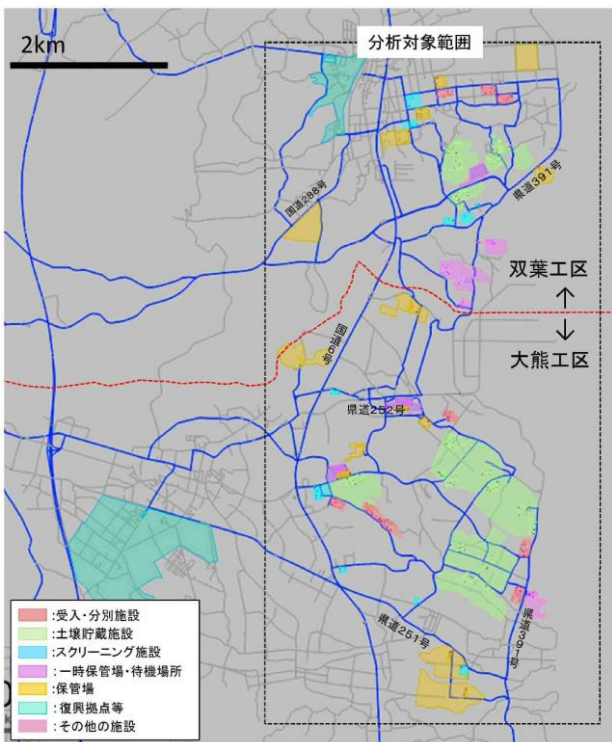 2km
分析対象範囲
国道288号
県道391号
双葉工区
大熊工区
国道6号
県道252号
県道251号
県道391号
:受入・分別施設
:土壌貯蔵施設
:スクリーニング施設
:一時保管場・待機場所
:保管場
:復興拠点等
:その他の施設